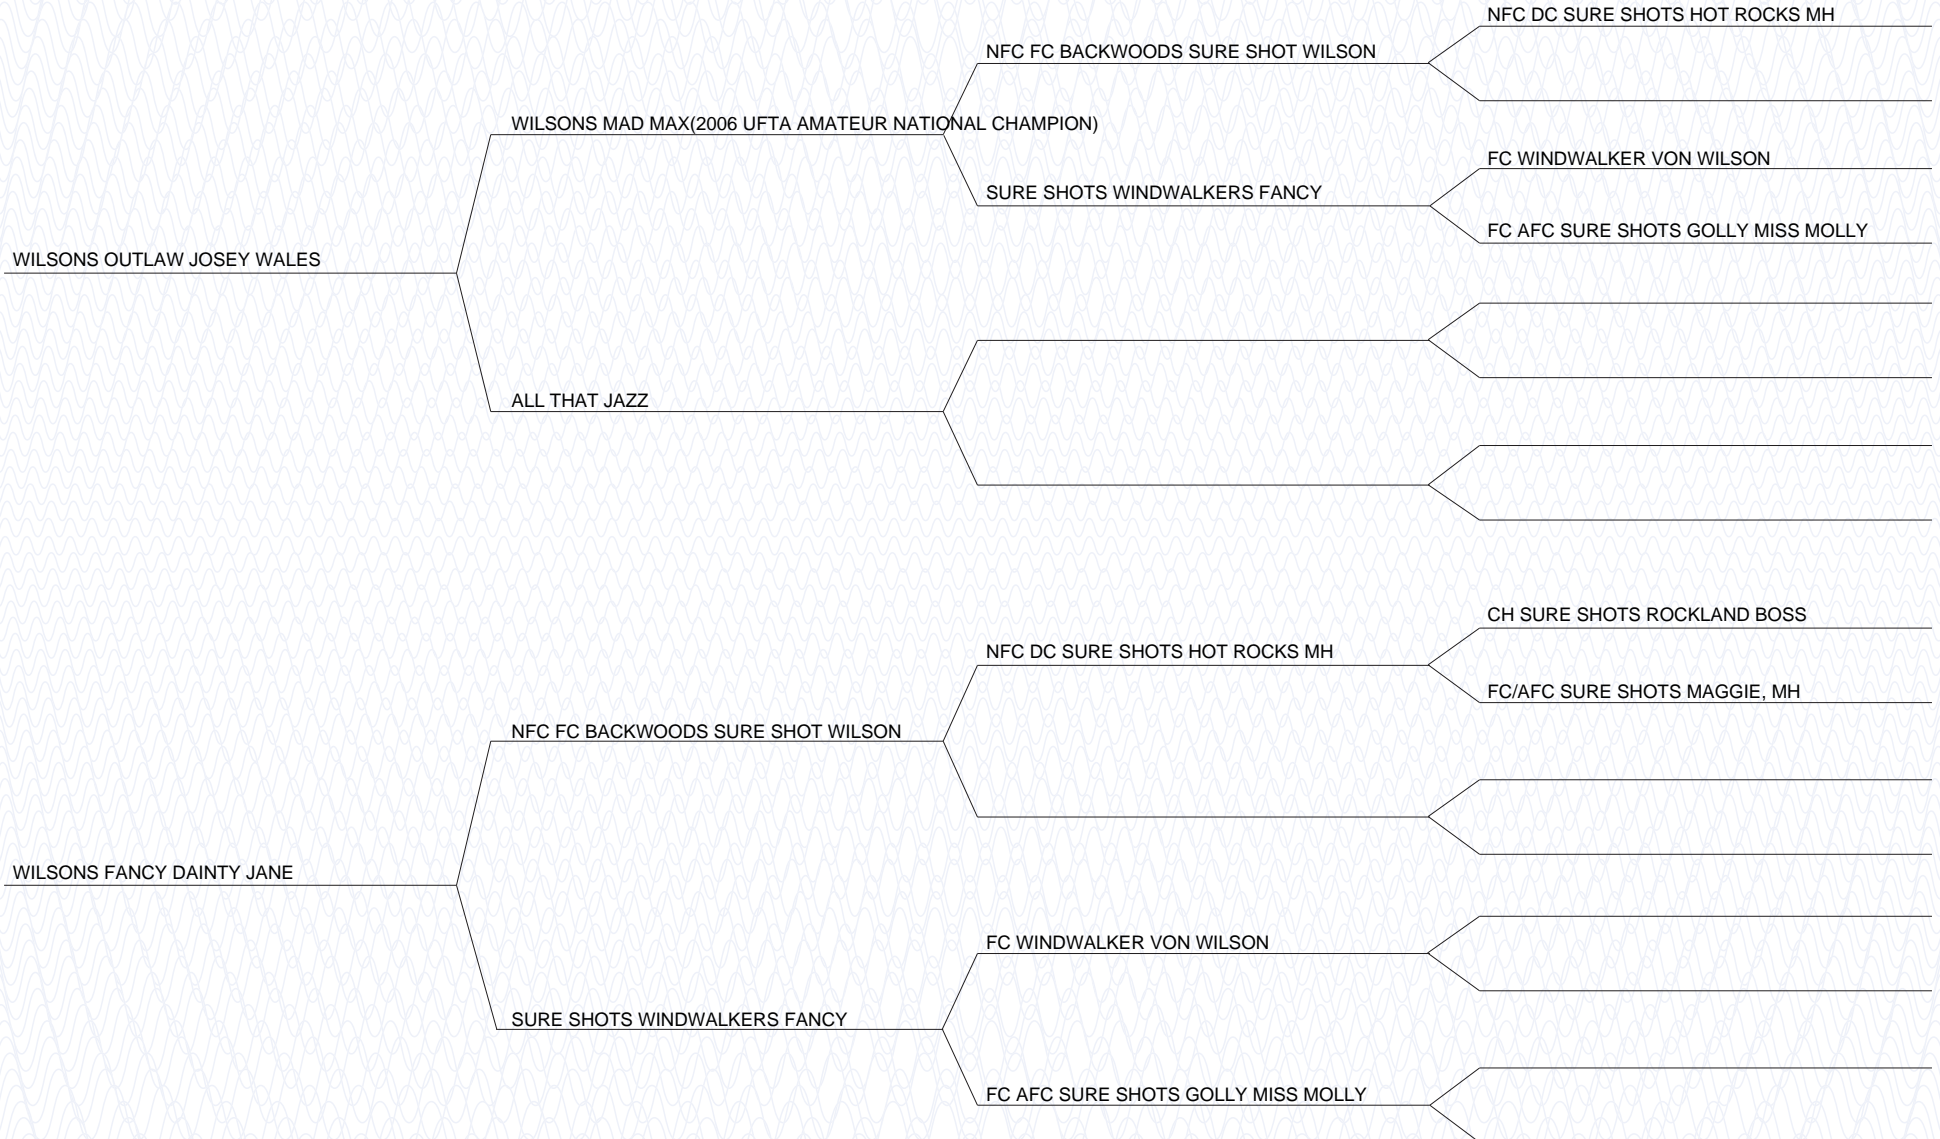 NFC DC SURE SHOTS HOT ROCKS MH
NFC FC BACKWOODS SURE SHOT WILSON
WILSONS MAD MAX(2006 UFTA AMATEUR NATIONAL CHAMPION)
FC WINDWALKER VON WILSON
SURE SHOTS WINDWALKERS FANCY
FC AFC SURE SHOTS GOLLY MISS MOLLY
WILSONS OUTLAW JOSEY WALES
ALL THAT JAZZ
CH SURE SHOTS ROCKLAND BOSS
NFC DC SURE SHOTS HOT ROCKS MH
FC/AFC SURE SHOTS MAGGIE, MH
NFC FC BACKWOODS SURE SHOT WILSON
WILSONS FANCY DAINTY JANE
FC WINDWALKER VON WILSON
SURE SHOTS WINDWALKERS FANCY
FC AFC SURE SHOTS GOLLY MISS MOLLY